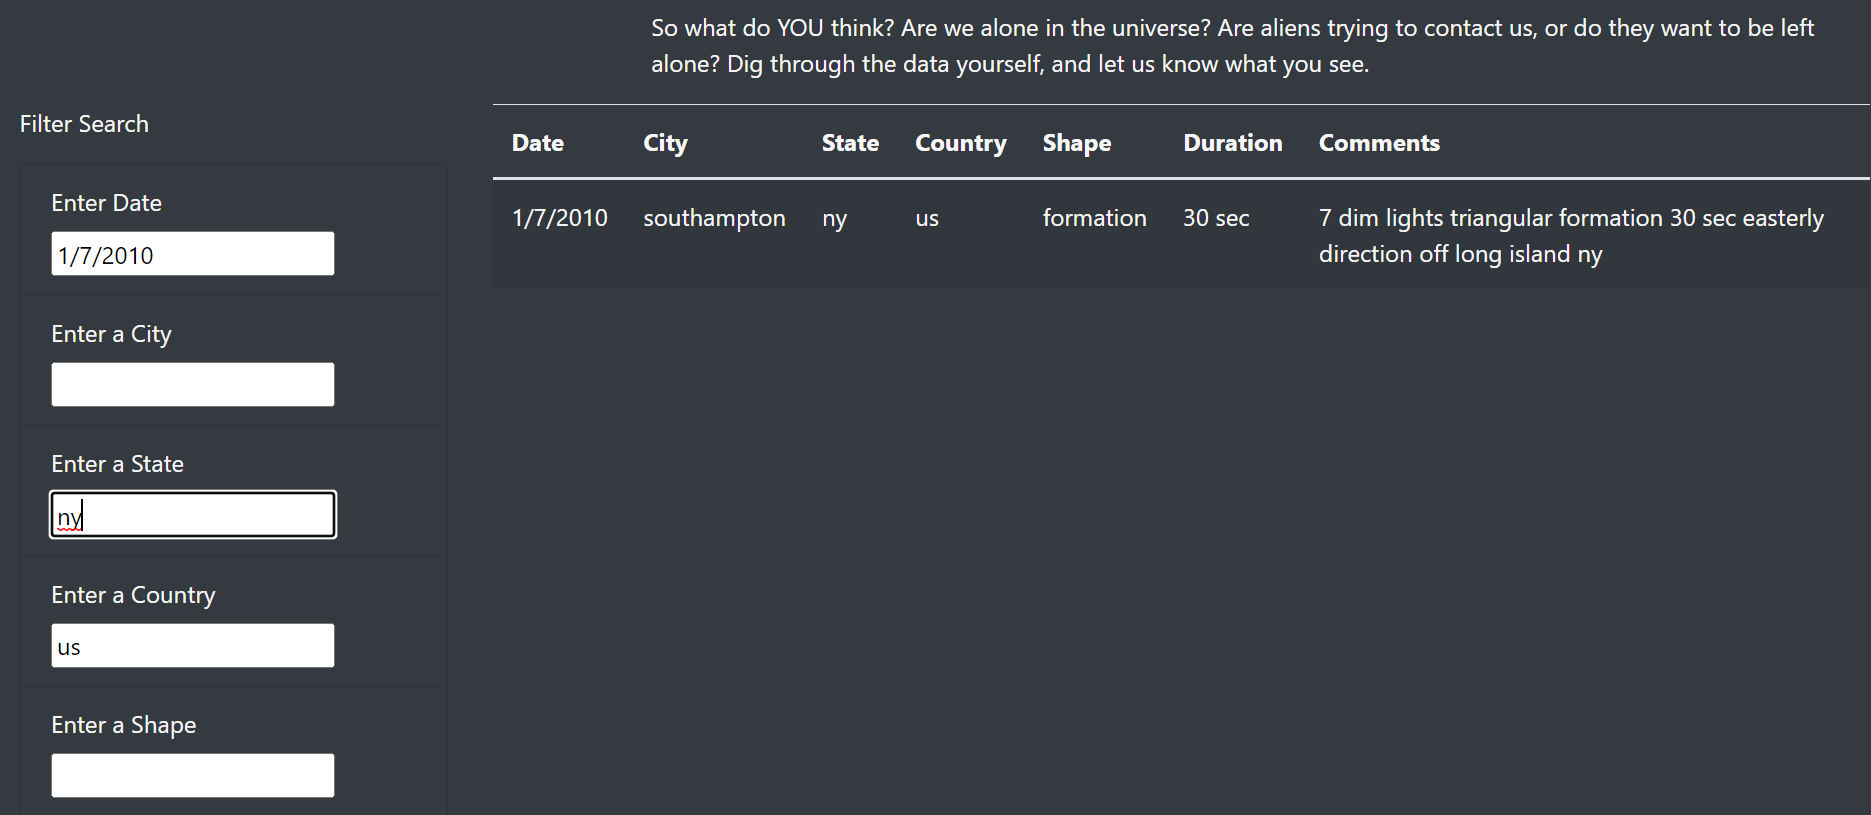 So what do YOU think? Are we alone in the universe? Are aliens trying to contact us, or do they want to be left
alone? Dig through the data yourself, and let us know what you see.
Filter Search
Enter Date
1/7/2010
Enter a City
Enter a State
ny
Enter a Country
us
Enter a Shape
Date City State Country Shape Duration Comments
1/7/2010 southampton ny us formation 30 sec 7 dim lights triangular formation 30 sec easterly
direction off long island ny